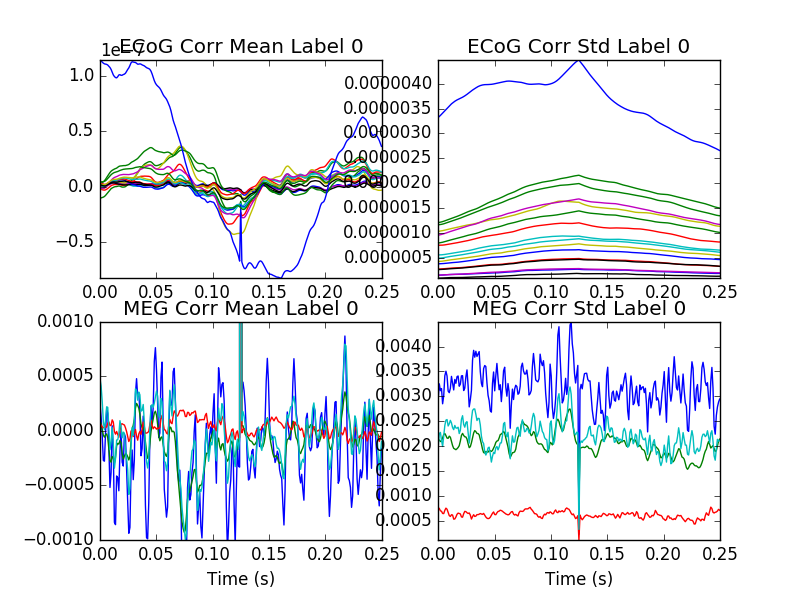 ECoG Corr Mean Label 0
1e−7
1.0
0.5
0.0
−0.5
0.00 0.05 0.10 0.15 0.20 0.25
ECoG Corr Std Label 0
0.0000040
0.0000035
0.0000030
0.0000025
0.0000020
0.0000015
0.0000010
0.0000005
0.00 0.05 0.10 0.15 0.20 0.25
MEG Corr Mean Label 0
0.0010
0.0005
0.0000
−0.0005
−0.0010
0.00 0.05 0.10 0.15 0.20 0.25
Time (s)
MEG Corr Std Label 0
0.0040
0.0035
0.0030
0.0025
0.0020
0.0015
0.0010
0.0005
0.00 0.05 0.10 0.15 0.20 0.25
Time (s)